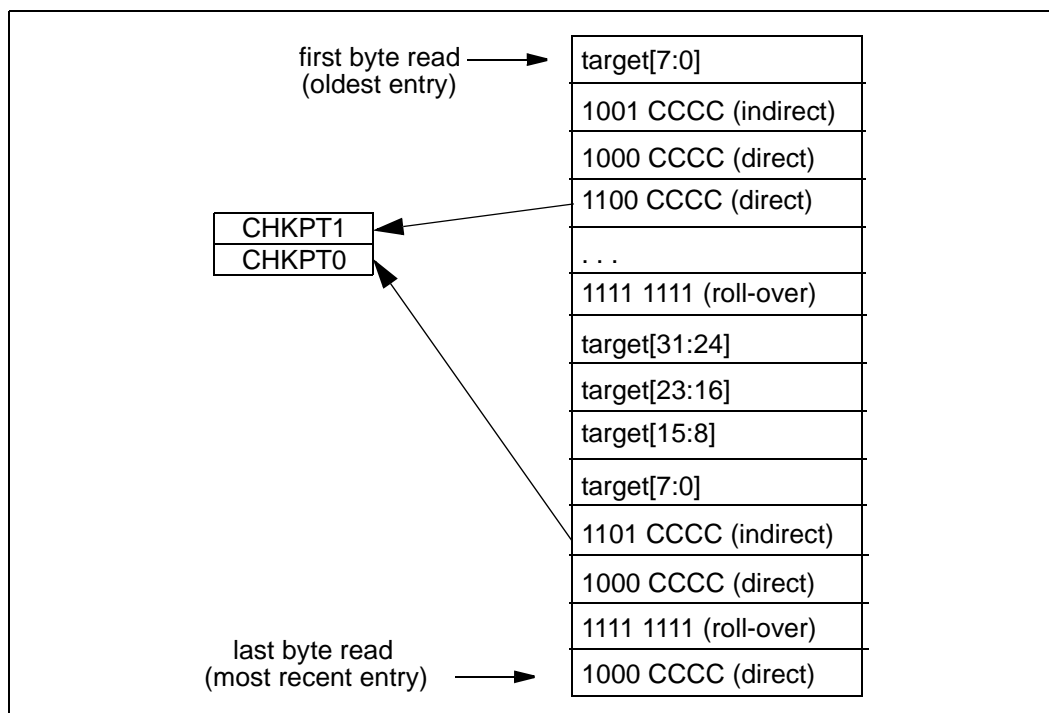 first byte read
(oldest entry)
target[7:0]
1001 CCCC (indirect)
1000 CCCC (direct)
1100 CCCC (direct)
CHKPT1
CHKPT0
. . .
1111 1111 (roll-over)
target[31:24]
target[23:16]
target[15:8]
target[7:0]
1101 CCCC (indirect)
1000 CCCC (direct)
1111 1111 (roll-over)
last byte read
(most recent entry)
1000 CCCC (direct)